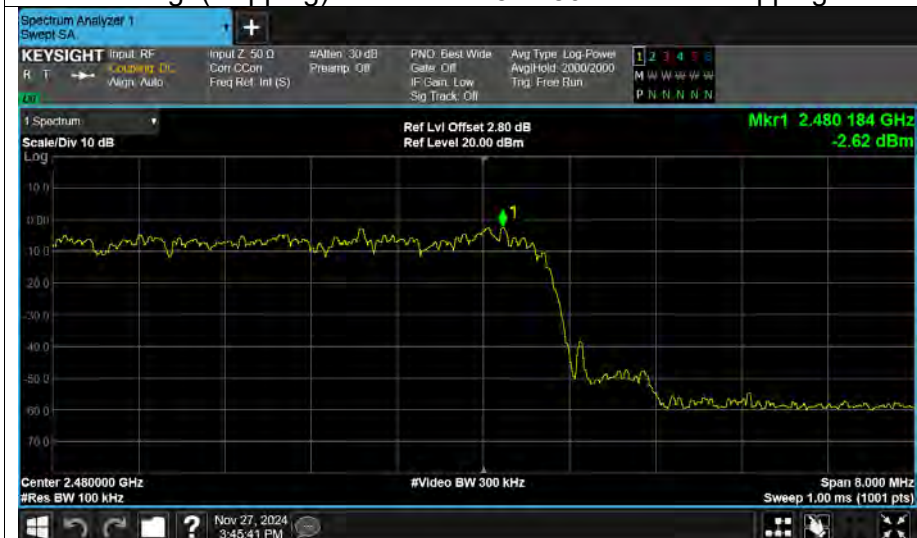 Spectrum Analyzer 1
Swept SA
+
KEYSIGHT Input: RF
R T Coupling: DC
Align: Auto
Input Z: 50 Ω
Corr CCorr
Freq Ref: Int (S)
#Atten: 30 dB
Preamp: Off
PNO: Best Wide
Gate: Off
IF Gain: Low
Sig Track: Off
Avg Type: Log-Power
Avg|Hold: 2000/2000
Trig: Free Run
1 2 3 4 5 6
M W W W W W
P N N N N N
1 Spectrum
Scale/Div 10 dB
Log
Ref Lvl Offset 2.80 dB
Ref Level 20.00 dBm
Mkr1 2.480 184 GHz
-2.62 dBm
10.0
0.00
-10.0
-20.0
-30.0
-40.0
-50.0
-60.0
-70.0
1
Center 2.480000 GHz
#Res BW 100 kHz
#Video BW 300 kHz
Span 8.000 MHz
Sweep 1.00 ms (1001 pts)
?
Nov 27, 2024
3:45:41 PM